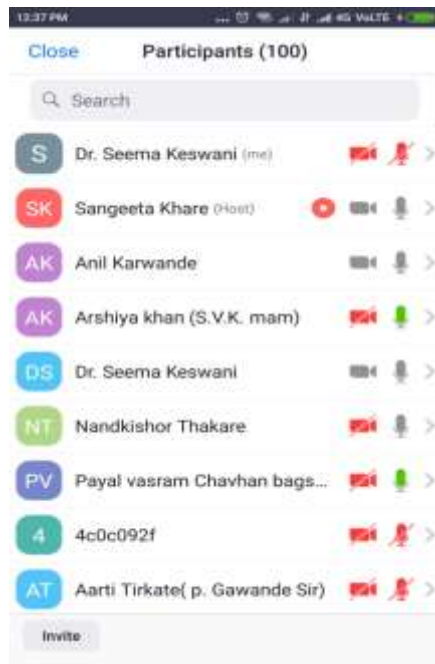 12:37 PM ... 4G VoLTE
Close Participants (100)
Search
S Dr. Seema Keswani (me)
SK Sangeeta Khare (Host)
AK Anil Karwande
AK Arshiya khan (S.V.K. mam)
DS Dr. Seema Keswani
NT Nandkishor Thakare
PV Payal vasram Chavhan bags...
4 4c0c092f
AT Aarti Tirkate( p. Gawande Sir)
Invite